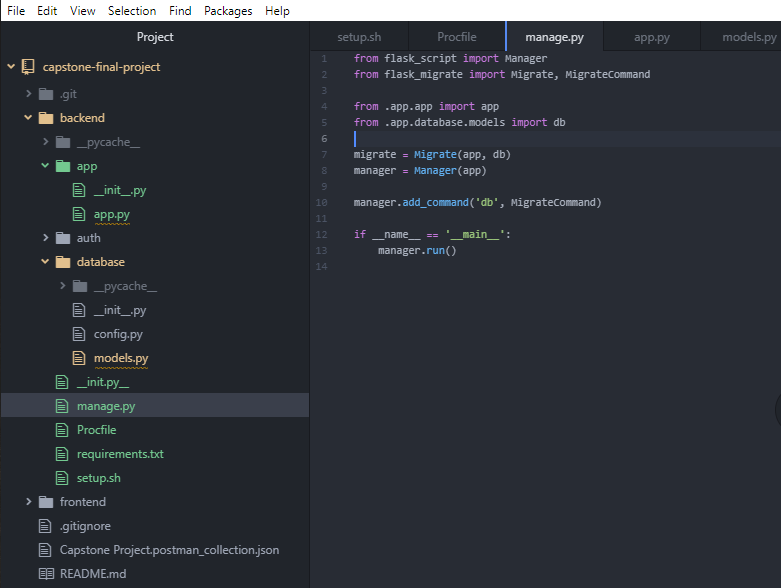 File Edit View Selection Find Packages Help
Project
setup.sh Procfile manage.py app.py models.py
capstone-final-project
.git
backend
__pycache__
app
__init__.py
app.py
auth
database
__pycache__
__init__.py
config.py
models.py
__init.py__
manage.py
Procfile
requirements.txt
setup.sh
frontend
.gitignore
Capstone Project.postman_collection.json
README.md
1 from flask_script import Manager
2 from flask_migrate import Migrate, MigrateCommand
3
4 from .app.app import app
5 from .app.database.models import db
6
7 migrate = Migrate(app, db)
8 manager = Manager(app)
9
10 manager.add_command('db', MigrateCommand)
11
12 if __name__ == '__main__':
13 manager.run()
14